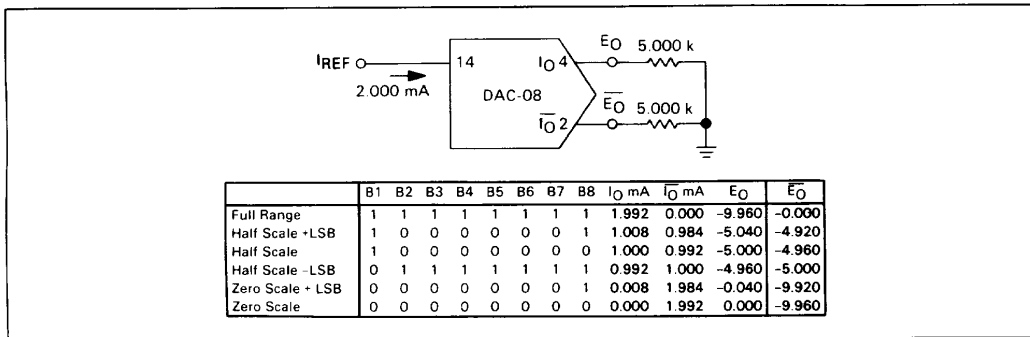 E̅O̅ 5.000 k
IREF 14 IO 4
2.000 mA
DAC-08
EO 5.000 k
I̅O̅ 2
B1 B2 B3 B4 B5 B6 B7 B8 IO mA I̅O̅ mA EO E̅O̅
Full Range 1 1 1 1 1 1 1 1 1.992 0.000 -9.960 -0.000
Half Scale +LSB 1 0 0 0 0 0 0 1 1.008 0.984 -5.040 -4.920
Half Scale 1 0 0 0 0 0 0 0 1.000 0.992 -5.000 -4.960
Half Scale -LSB 0 1 1 1 1 1 1 1 0.992 1.000 -4.960 -5.000
Zero Scale + LSB 0 0 0 0 0 0 0 1 0.008 1.984 -0.040 -9.920
Zero Scale 0 0 0 0 0 0 0 0 0.000 1.992 0.000 -9.960